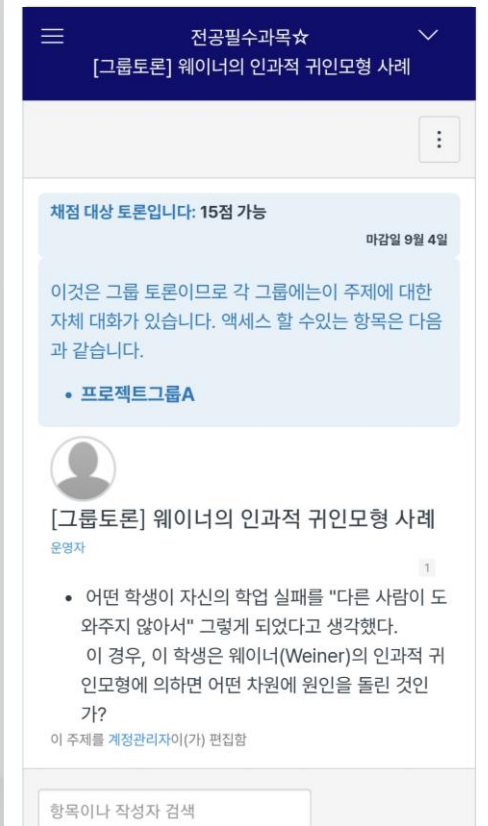 전공필수과목☆
[그룹토론] 웨이너의 인과적 귀인모형 사례
채점 대상 토론입니다: 15점 가능
마감일 9월 4일
이것은 그룹 토론이므로 각 그룹에는이 주제에 대한
자체 대화가 있습니다. 액세스 할 수있는 항목은 다음
과 같습니다.
• 프로젝트그룹A
[그룹토론] 웨이너의 인과적 귀인모형 사례
운영자
1
• 어떤 학생이 자신의 학업 실패를 "다른 사람이 도
와주지 않아서" 그렇게 되었다고 생각했다.
이 경우, 이 학생은 웨이너(Weiner)의 인과적 귀
인모형에 의하면 어떤 차원에 원인을 돌린 것인
가?
이 주제를 계정관리자이(가) 편집함
항목이나 작성자 검색